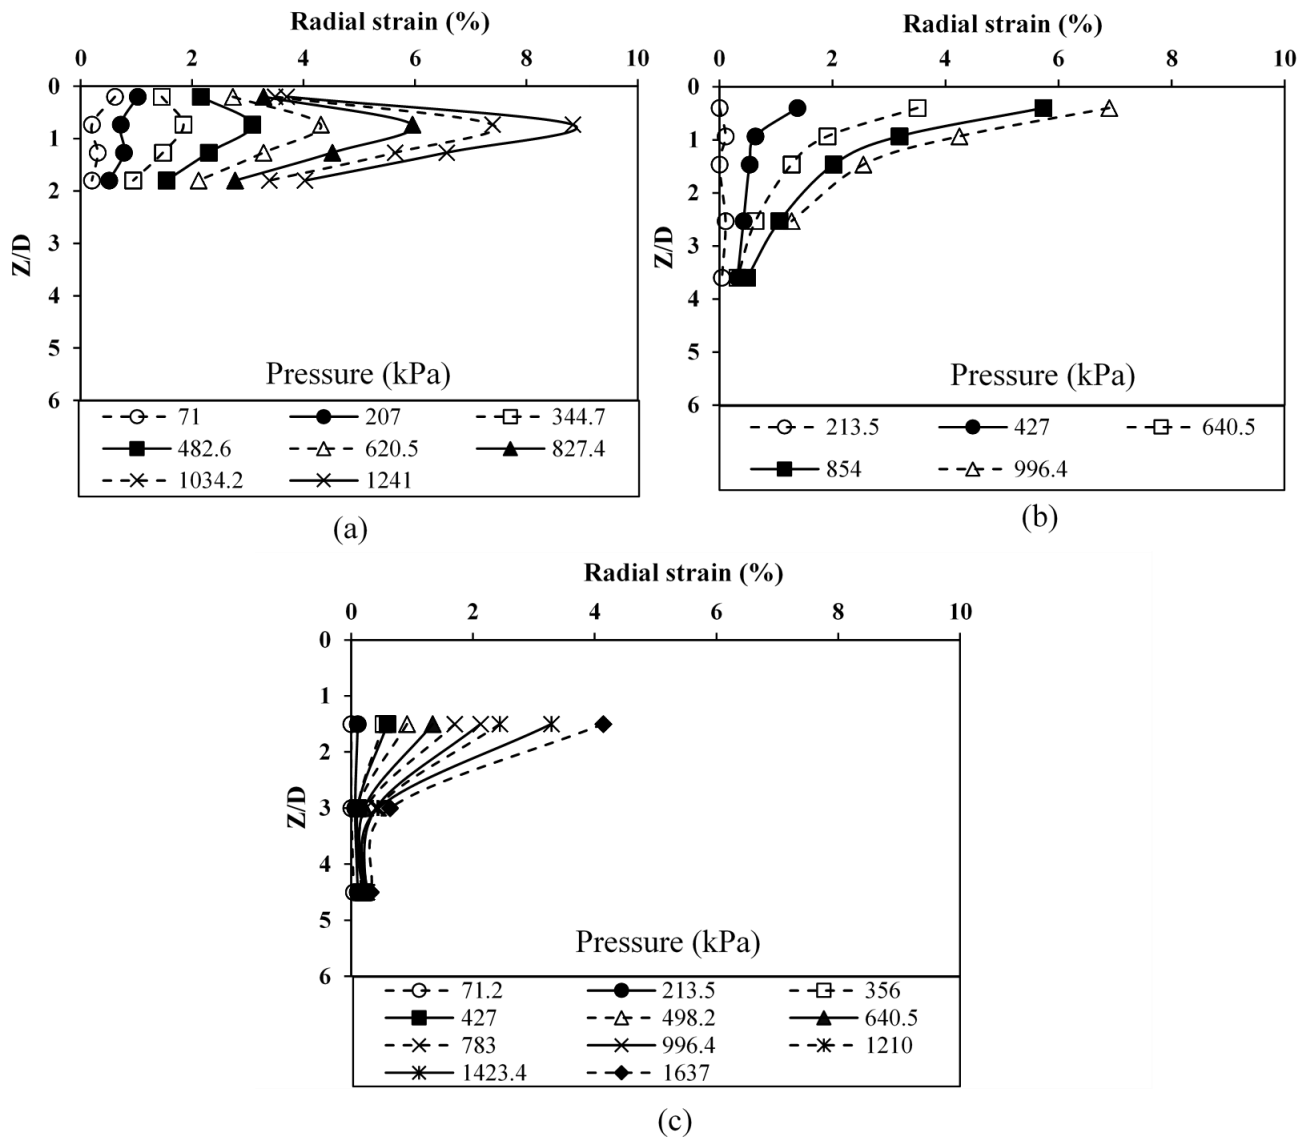 Radial strain (%)
0 2 4 6 8 10
0
1
2
3
4
5
6
Z/D
Pressure (kPa)
71 207 344.7
482.6 620.5 827.4
1034.2 1241
(a)
Radial strain (%)
0 2 4 6 8 10
0
1
2
3
4
5
6
Z/D
Pressure (kPa)
213.5 427 640.5
854 996.4
(b)
Radial strain (%)
0 2 4 6 8 10
0
1
2
3
4
5
6
Z/D
Pressure (kPa)
71.2 213.5 356
427 498.2 640.5
783 996.4 1210
1423.4 1637
(c)